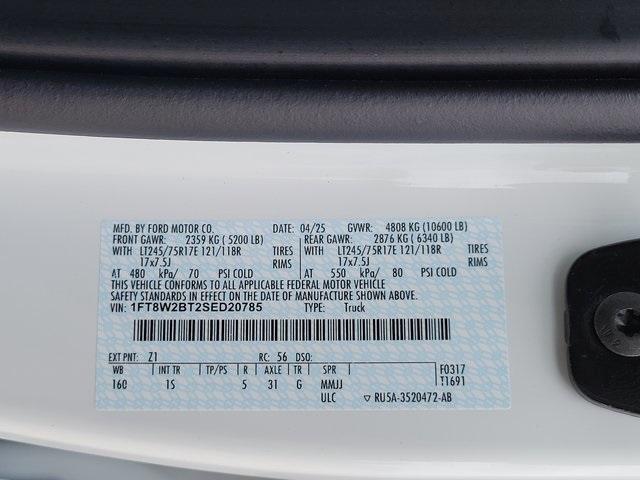 MFD. BY FORD MOTOR CO. DATE: 04/25 GVWR: 4808 KG (10600 LB)
FRONT GAWR: 2359 KG ( 5200 LB) REAR GAWR: 2876 KG ( 6340 LB)
WITH LT245/75R17E 121/118R TIRES WITH LT245/75R17E 121/118R TIRES
17x7.5J RIMS 17x7.5J RIMS
AT 480 kPa/ 70 PSI COLD AT 550 kPa/ 80 PSI COLD
THIS VEHICLE CONFORMS TO ALL APPLICABLE FEDERAL MOTOR VEHICLE
SAFETY STANDARDS IN EFFECT ON THE DATE OF MANUFACTURE SHOWN ABOVE.
VIN: 1FT8W2BT2SED20785 TYPE: Truck
EXT PNT: Z1 RC: 56 DSO:
WB INT TR TP/PS R AXLE TR SPR F0317
160 1S 5 31 G MMJJ T1691
ULC ▽ RU5A-3520472-AB